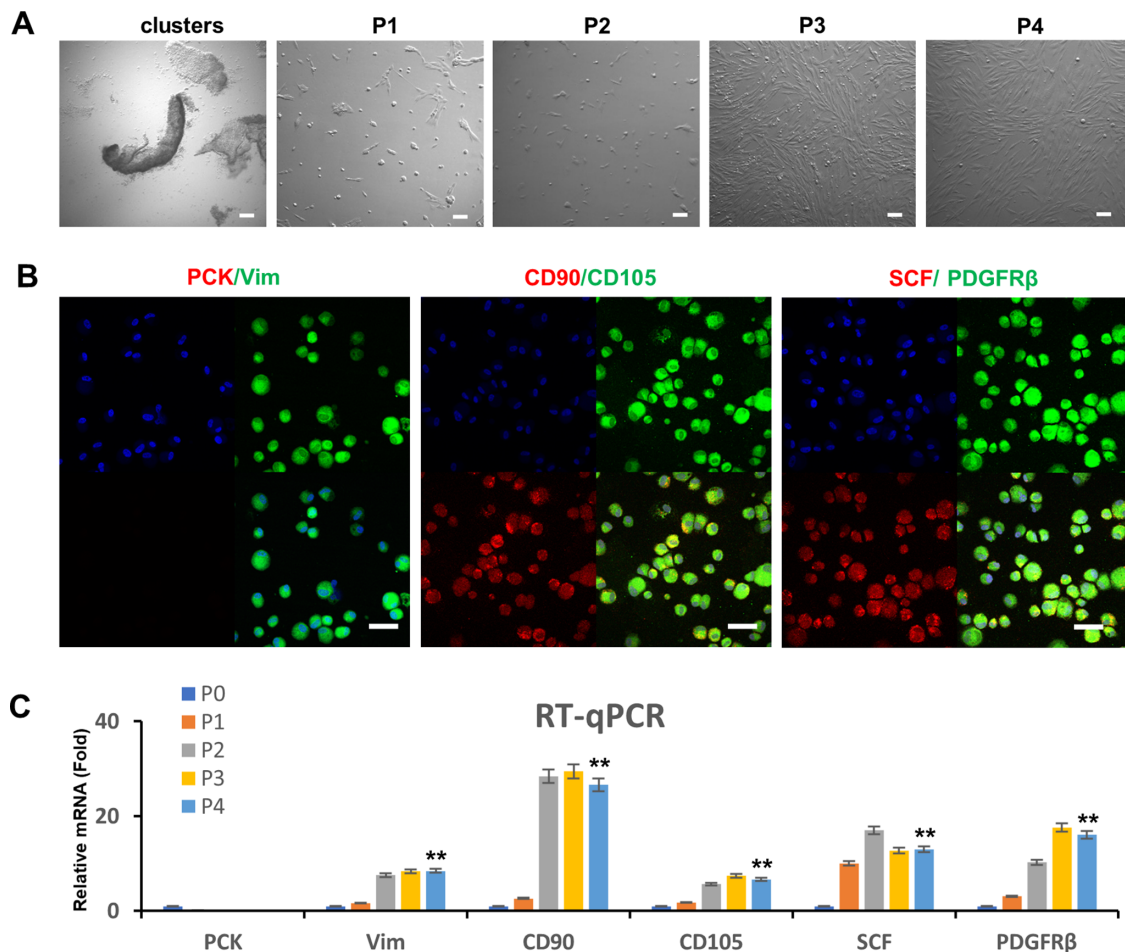 A
clusters P1 P2 P3 P4
B
PCK/Vim CD90/CD105 SCF/ PDGFRβ
C
RT-qPCR
P0
P1
P2
P3
P4
Relative mRNA (Fold)
40
20
0
** ** ** ** **
PCK Vim CD90 CD105 SCF PDGFRβ